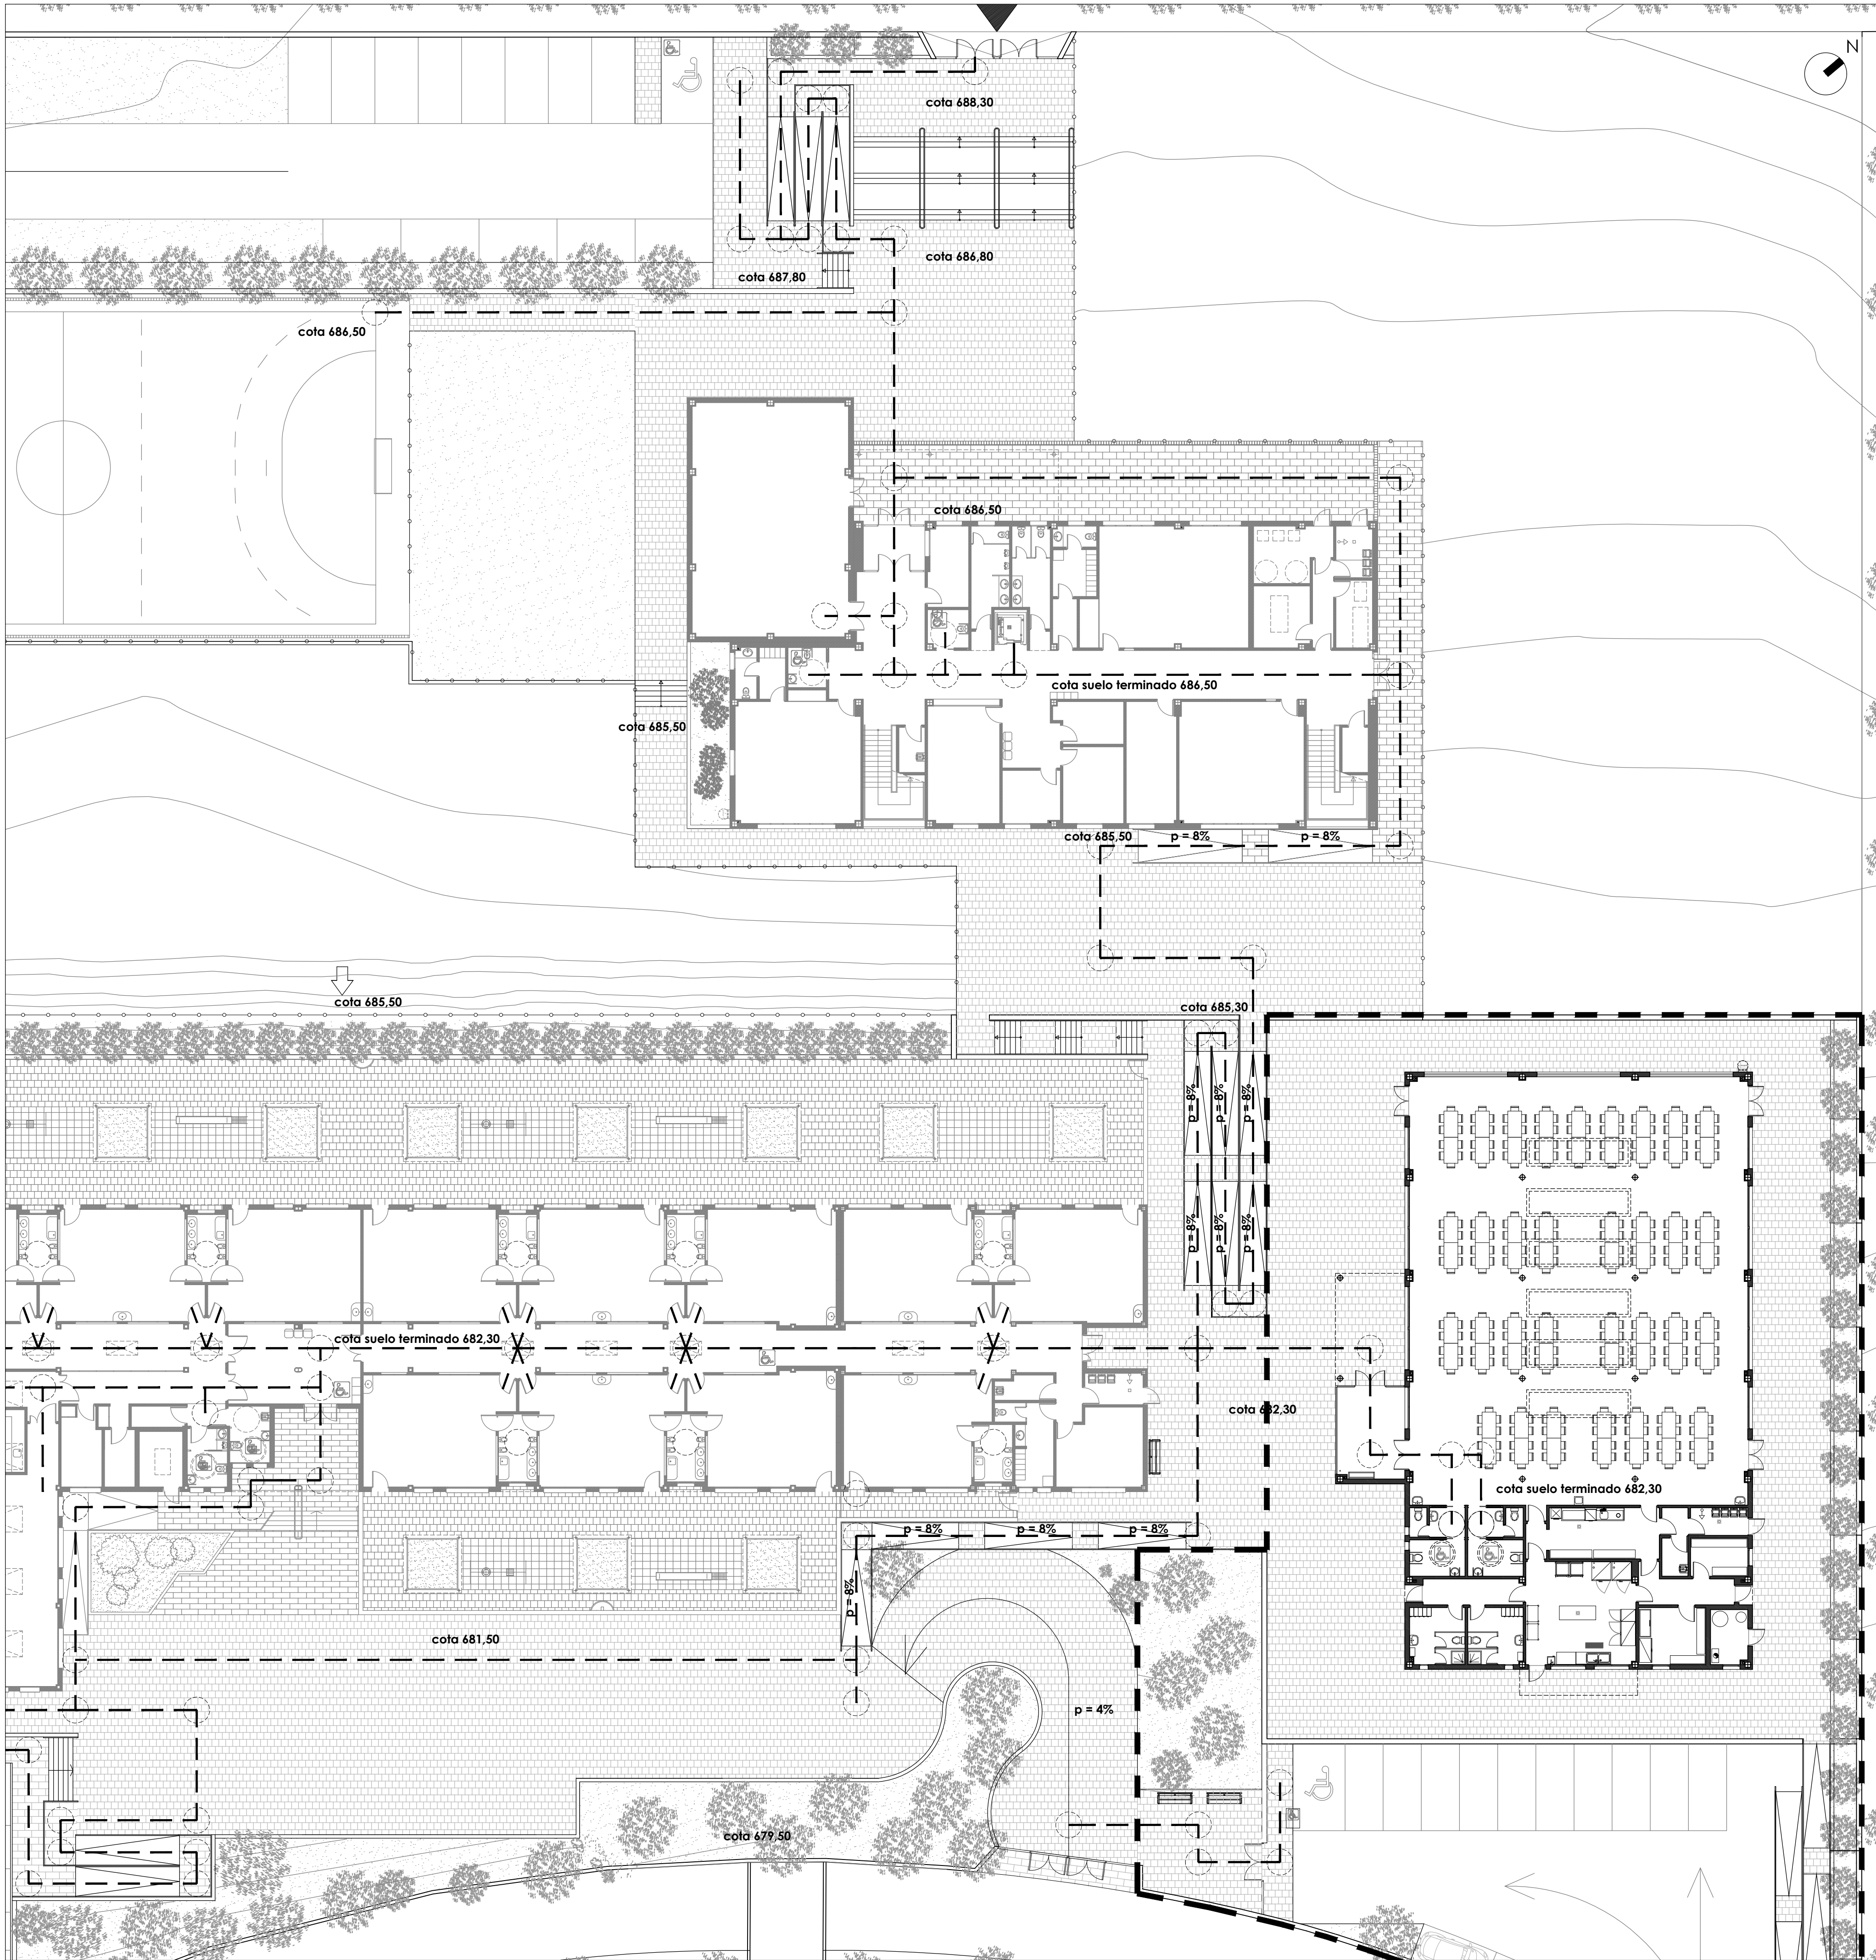 N
cota 688,30
cota 686,80
cota 687,80
cota 686,50
cota 686,50
cota suelo terminado 686,50
cota 685,50
cota 685,50
p = 8%
p = 8%
cota 685,50
cota 685,30
p = 8%
p = 8%
p = 8%
p = 8%
p = 8%
p = 8%
cota suelo terminado 682,30
cota 682,30
cota suelo terminado 682,30
p = 8%
p = 8%
p = 8%
p = 8%
cota 681,50
p = 4%
cota 679,50